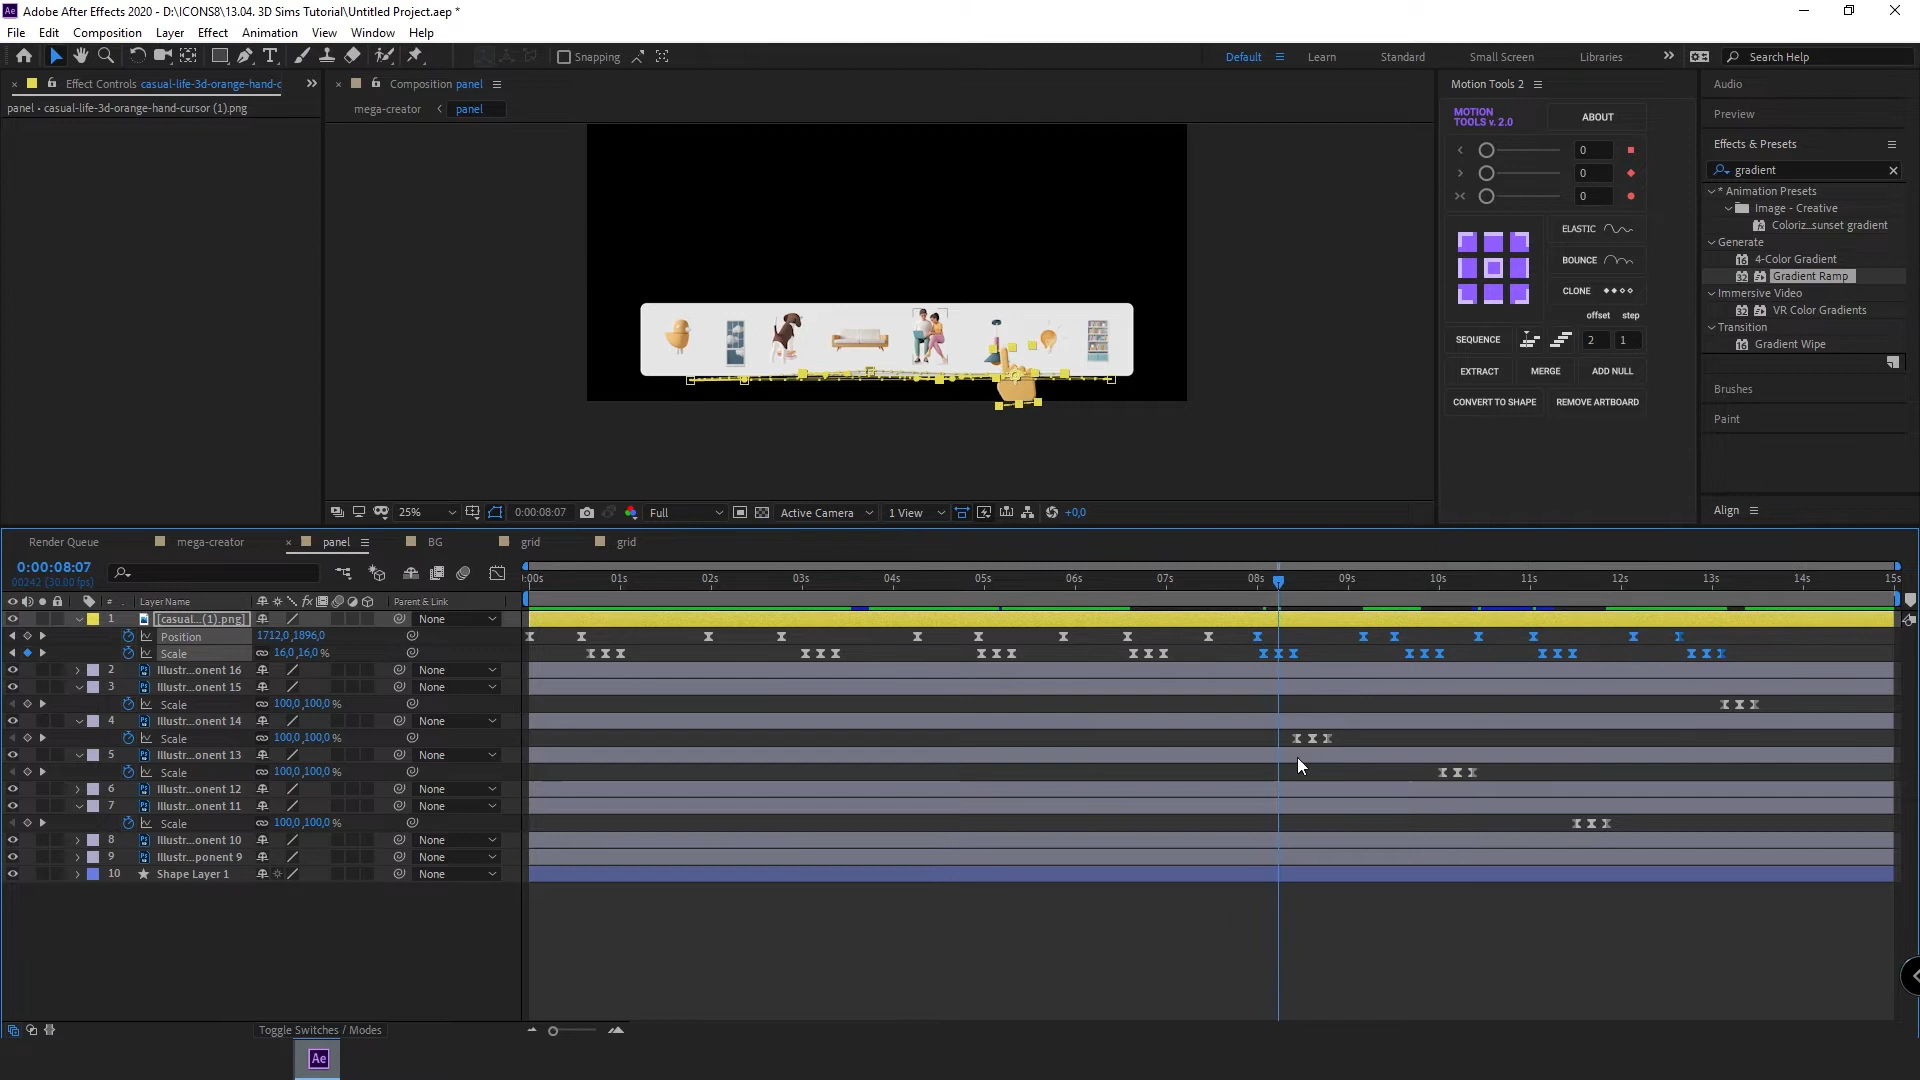 Adobe After Effects 2020 - D:\ICONS8\13.04. 3D Sims Tutorial\Untitled Project.aep *
File Edit Composition Layer Effect Animation View Window Help
Snapping
Default Learn Standard Small Screen Libraries Search Help
Effect Controls casual-life-3d-orange-hand-c
panel • casual-life-3d-orange-hand-cursor (1).png
Composition panel
mega-creator panel
25% 0:00:08:07 Full Active Camera 1 View +0,0
Motion Tools 2
MOTION TOOLS v. 2.0 ABOUT
0
0
0
ELASTIC
BOUNCE
CLONE
offset step
SEQUENCE 2 1
EXTRACT MERGE ADD NULL
CONVERT TO SHAPE REMOVE ARTBOARD
Audio
Preview
Effects & Presets
gradient
* Animation Presets
Image - Creative
Coloriz...sunset gradient
Generate
4-Color Gradient
Gradient Ramp
Immersive Video
VR Color Gradients
Transition
Gradient Wipe
Brushes
Paint
Align
Render Queue mega-creator panel BG grid grid
0:00:08:07
00242 (30.00 fps)
:00s 01s 02s 03s 04s 05s 06s 07s 08s 09s 10s 11s 12s 13s 14s 15s
# Layer Name Parent & Link
1 [casual...(1).png] None
Position 1712,0,1896,0
Scale 16,0,16,0 %
2 Illustr...onent 16 None
3 Illustr...onent 15 None
Scale 100,0,100,0 %
4 Illustr...onent 14 None
Scale 100,0,100,0 %
5 Illustr...onent 13 None
Scale 100,0,100,0 %
6 Illustr...onent 12 None
7 Illustr...onent 11 None
Scale 100,0,100,0 %
8 Illustr...onent 10 None
9 Illustr...ponent 9 None
10 Shape Layer 1 None
Toggle Switches / Modes
Ae